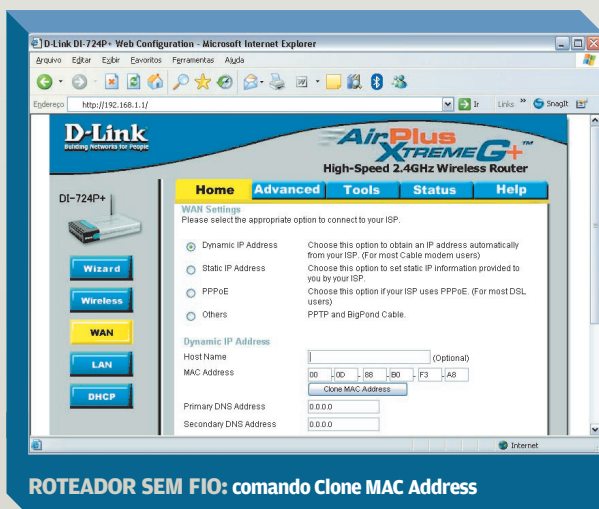 D-Link DI-724P+ Web Configuration - Microsoft Internet Explorer
Arquivo Editar Exibir Favoritos Ferramentas Ajuda
Endereço http://192.168.1.1/ Ir Links » SnagIt
D-Link
Building Networks for People
AirPlus
XTREME G+™
High-Speed 2.4GHz Wireless Router
DI-724P+
Home Advanced Tools Status Help
Wizard
Wireless
WAN
LAN
DHCP
WAN Settings
Please select the appropriate option to connect to your ISP.
Dynamic IP Address Choose this option to obtain an IP address automatically
from your ISP. (For most Cable modem users)
Static IP Address Choose this option to set static IP information provided to
you by your ISP.
PPPoE Choose this option if your ISP uses PPPoE. (For most DSL
users)
Others PPTP and BigPond Cable.
Dynamic IP Address
Host Name (Optional)
MAC Address 00 - 0D - 88 - B0 - F3 - A8
Clone MAC Address
Primary DNS Address 0.0.0.0
Secondary DNS Address 0.0.0.0
Internet
ROTEADOR SEM FIO: comando Clone MAC Address